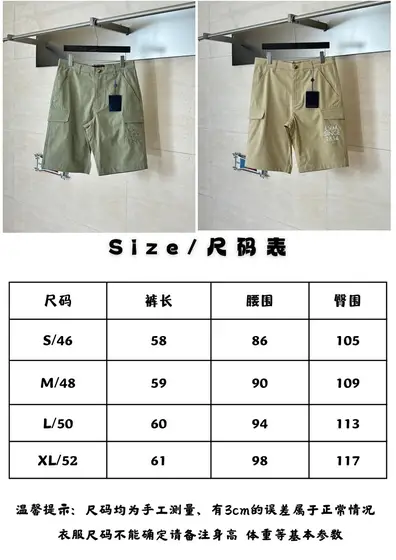 Size/尺码表
尺码 裤长 腰围 臀围
S/46 58 86 105
M/48 59 90 109
L/50 60 94 113
XL/52 61 98 117
温馨提示：尺码均为手工测量、有3cm的误差属于正常情况
衣服尺码不能确定请备注身高 体重等基本参数